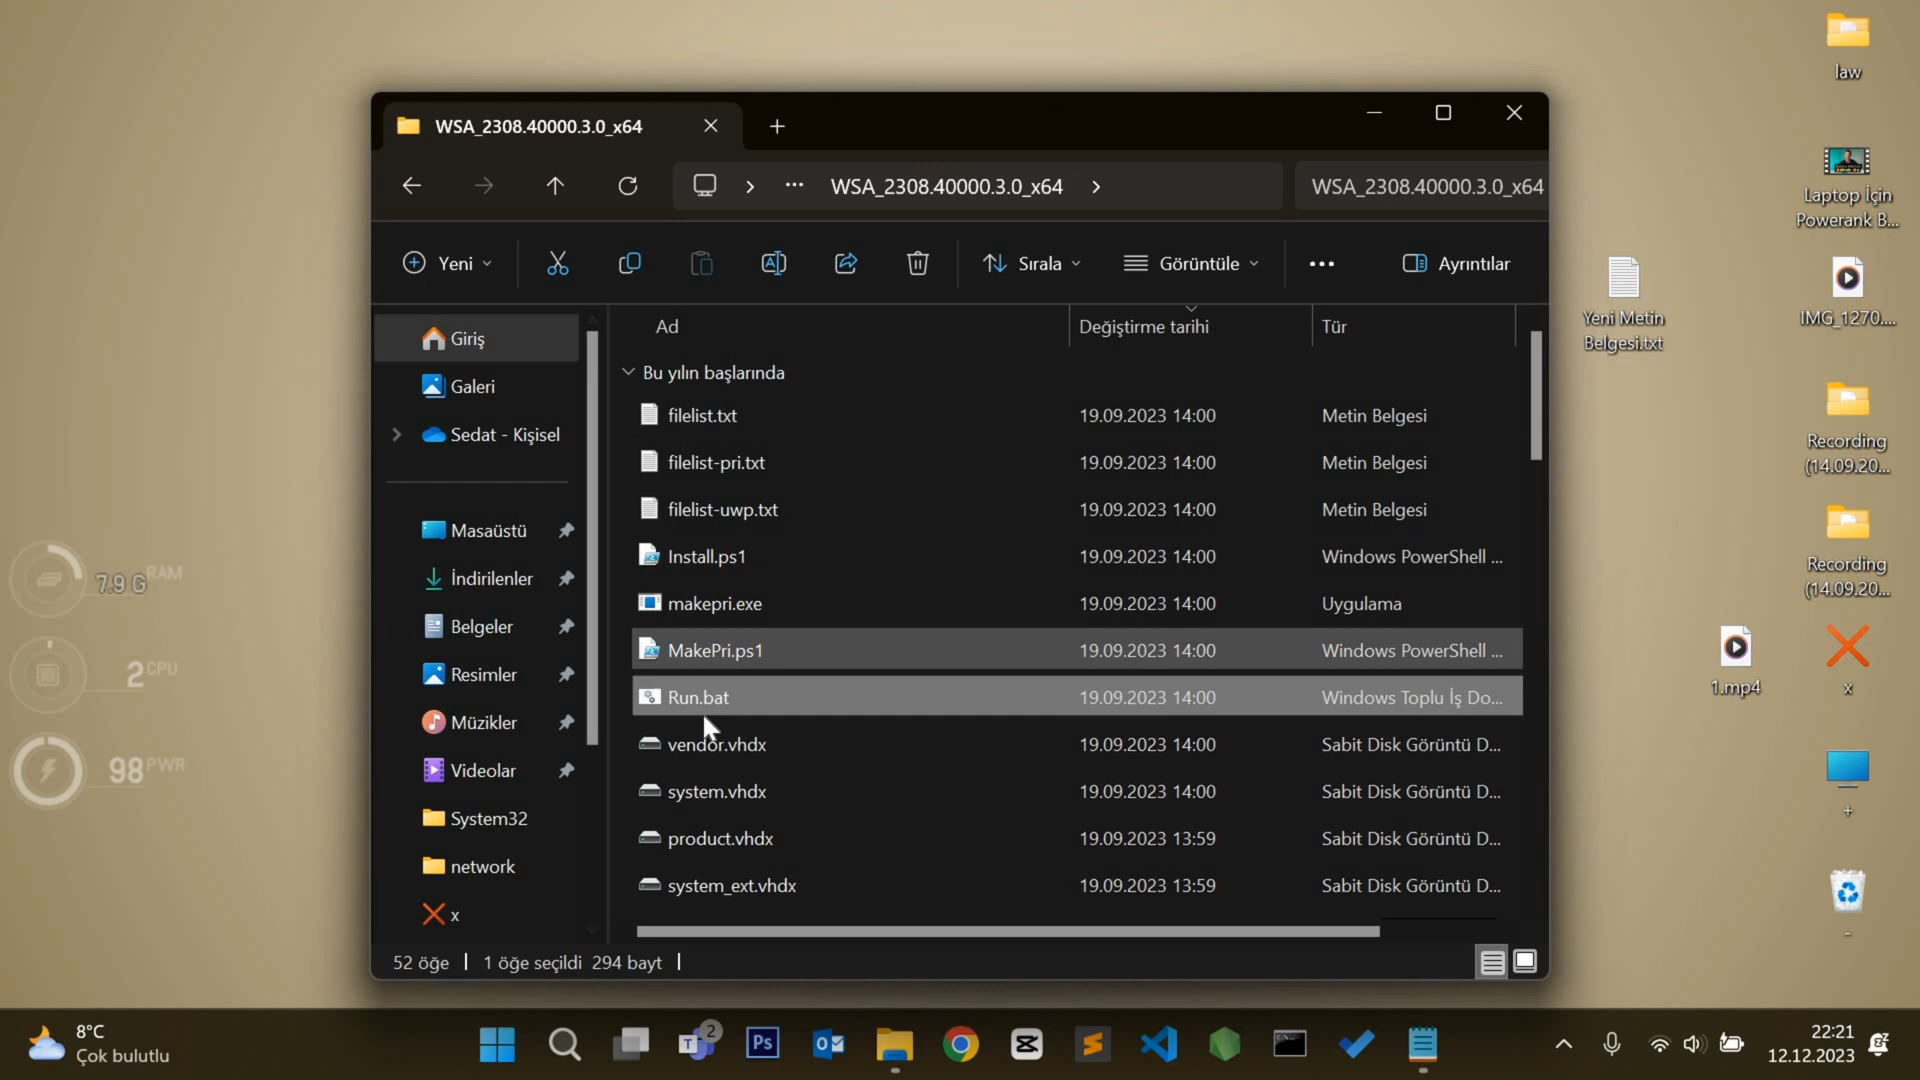 WSA_2308.40000.3.0_x64
WSA_2308.40000.3.0_x64
WSA_2308.40000.3.0_x64
Yeni
Sırala
Görüntüle
Ayrıntılar
Giriş
Galeri
Sedat - Kişisel
Masaüstü
İndirilenler
Belgeler
Resimler
Müzikler
Videolar
System32
network
x
Ad Değiştirme tarihi Tür
Bu yılın başlarında
filelist.txt 19.09.2023 14:00 Metin Belgesi
filelist-pri.txt 19.09.2023 14:00 Metin Belgesi
filelist-uwp.txt 19.09.2023 14:00 Metin Belgesi
Install.ps1 19.09.2023 14:00 Windows PowerShell ...
makepri.exe 19.09.2023 14:00 Uygulama
MakePri.ps1 19.09.2023 14:00 Windows PowerShell ...
Run.bat 19.09.2023 14:00 Windows Toplu İş Do...
vendor.vhdx 19.09.2023 14:00 Sabit Disk Görüntü D...
system.vhdx 19.09.2023 14:00 Sabit Disk Görüntü D...
product.vhdx 19.09.2023 13:59 Sabit Disk Görüntü D...
system_ext.vhdx 19.09.2023 13:59 Sabit Disk Görüntü D...
52 öğe 1 öğe seçildi 294 bayt
7.9 G RAM
2 CPU
98 PWR
law
Laptop İçin
Powerank B...
Yeni Metin
Belgesi.txt
IMG_1270....
Recording
(14.09.20...
Recording
(14.09.20...
1.mp4
x
+
-
8°C
Çok bulutlu
2
T
Ps
22:21
12.12.2023